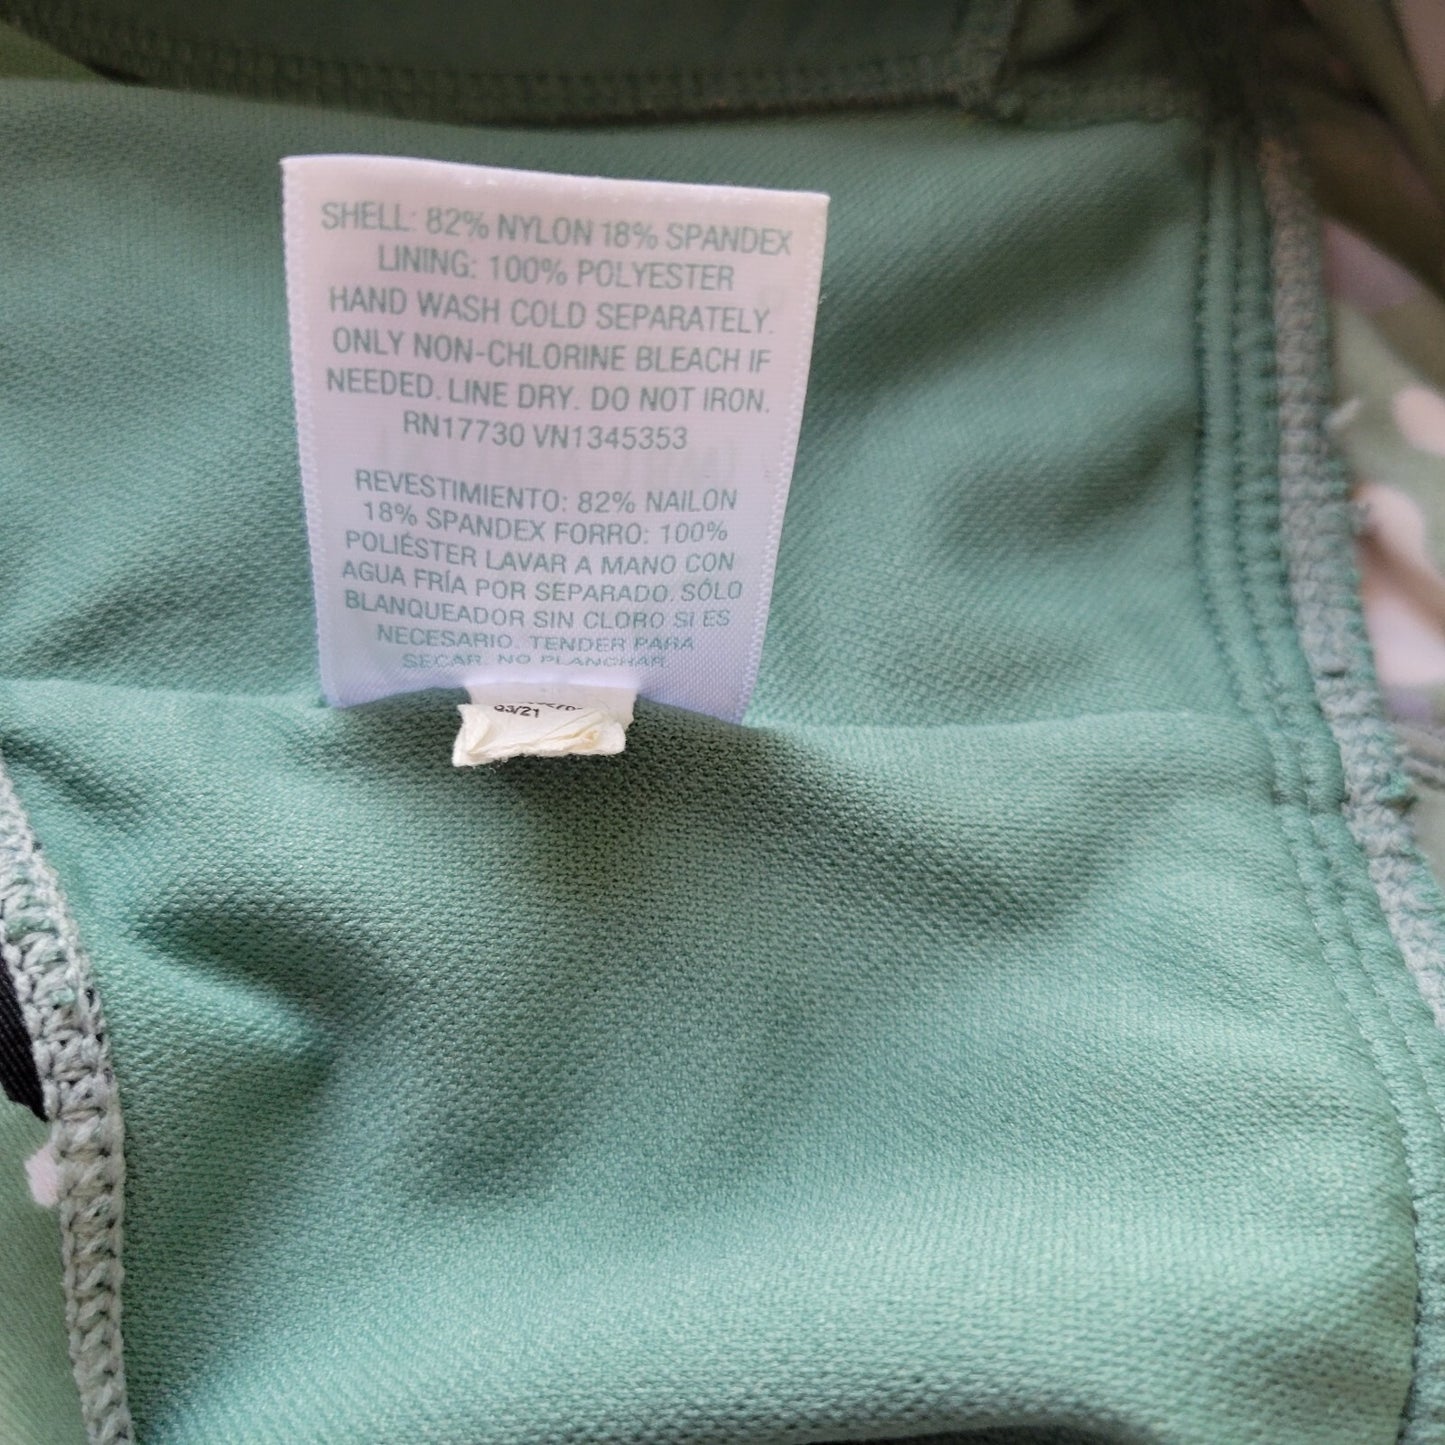 SHELL: 82% NYLON 18% SPANDEX
LINING: 100% POLYESTER
HAND WASH COLD SEPARATELY.
ONLY NON-CHLORINE BLEACH IF
NEEDED. LINE DRY. DO NOT IRON.
RN17730 VN1345353
REVESTIMIENTO: 82% NAILON
18% SPANDEX FORRO: 100%
POLIÉSTER LAVAR A MANO CON
AGUA FRÍA POR SEPARADO. SÓLO
BLANQUEADOR SIN CLORO SI ES
NECESARIO. TENDER PARA
SECAR. NO PLANCHAR.
03/21